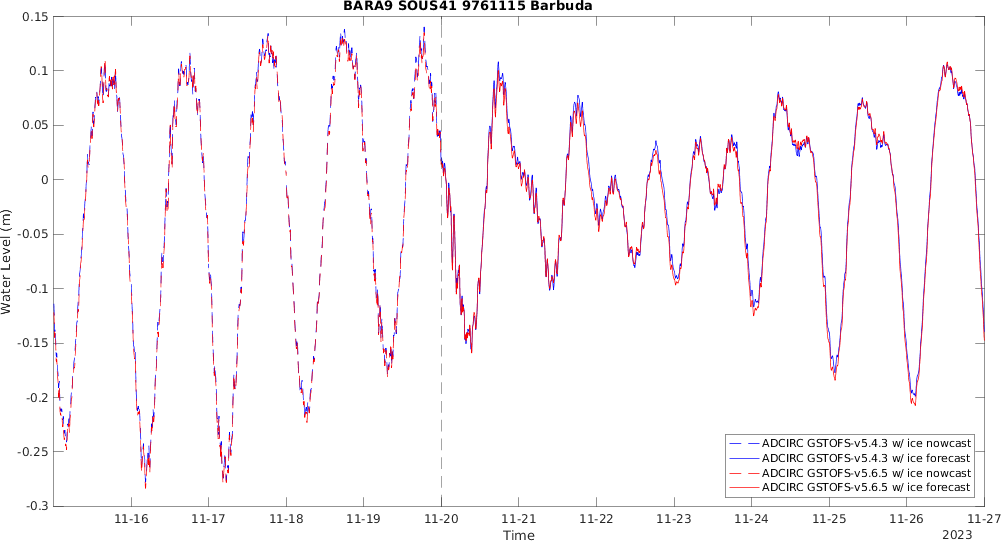 BARA9 SOUS41 9761115 Barbuda
0.15
0.1
0.05
0
-0.05
-0.1
-0.15
-0.2
-0.25
-0.3
Water Level (m)
ADCIRC GSTOFS-v5.4.3 w/ ice nowcast
ADCIRC GSTOFS-v5.4.3 w/ ice forecast
ADCIRC GSTOFS-v5.6.5 w/ ice nowcast
ADCIRC GSTOFS-v5.6.5 w/ ice forecast
11-16 11-17 11-18 11-19 11-20 11-21 11-22 11-23 11-24 11-25 11-26 11-27
Time
2023